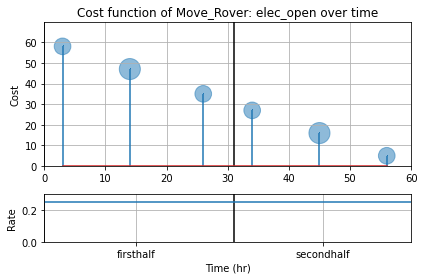 Cost function of Move_Rover: elec_open over time
Cost
60
50
40
30
20
10
0
0 10 20 30 40 50 60
Rate
0.2
0.0
firsthalf secondhalf
Time (hr)